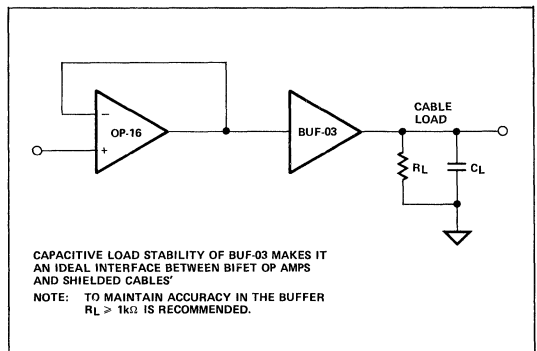 OP-16
−
+
BUF-03
CABLE
LOAD
RL
CL
CAPACITIVE LOAD STABILITY OF BUF-03 MAKES IT
AN IDEAL INTERFACE BETWEEN BIFET OP AMPS
AND SHIELDED CABLES'
NOTE: TO MAINTAIN ACCURACY IN THE BUFFER
RL ⩾ 1kΩ IS RECOMMENDED.